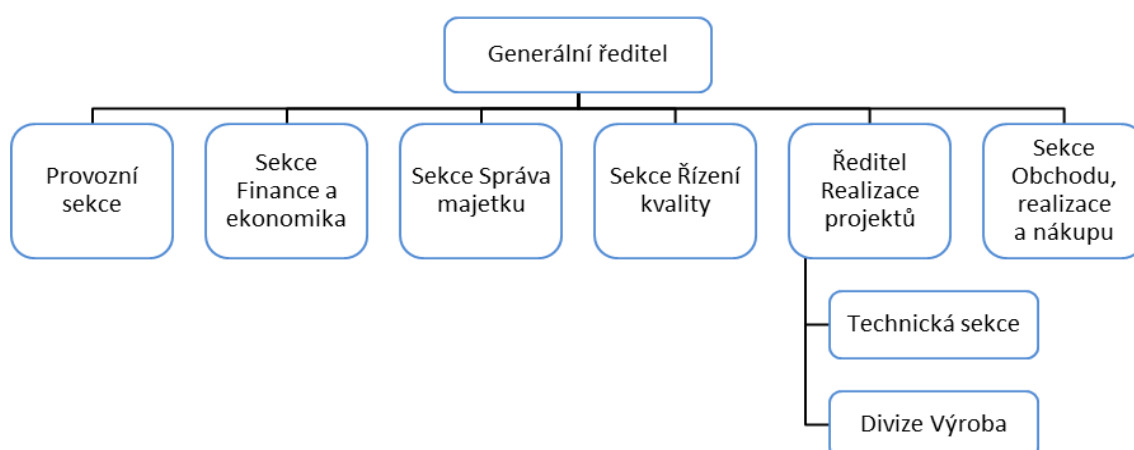 Generální ředitel
Provozní
sekce
Sekce
Finance a
ekonomika
Sekce Správa
majetku
Sekce Řízení
kvality
Ředitel
Realizace
projektů
Sekce
Obchodu,
realizace
a nákupu
Technická sekce
Divize Výroba